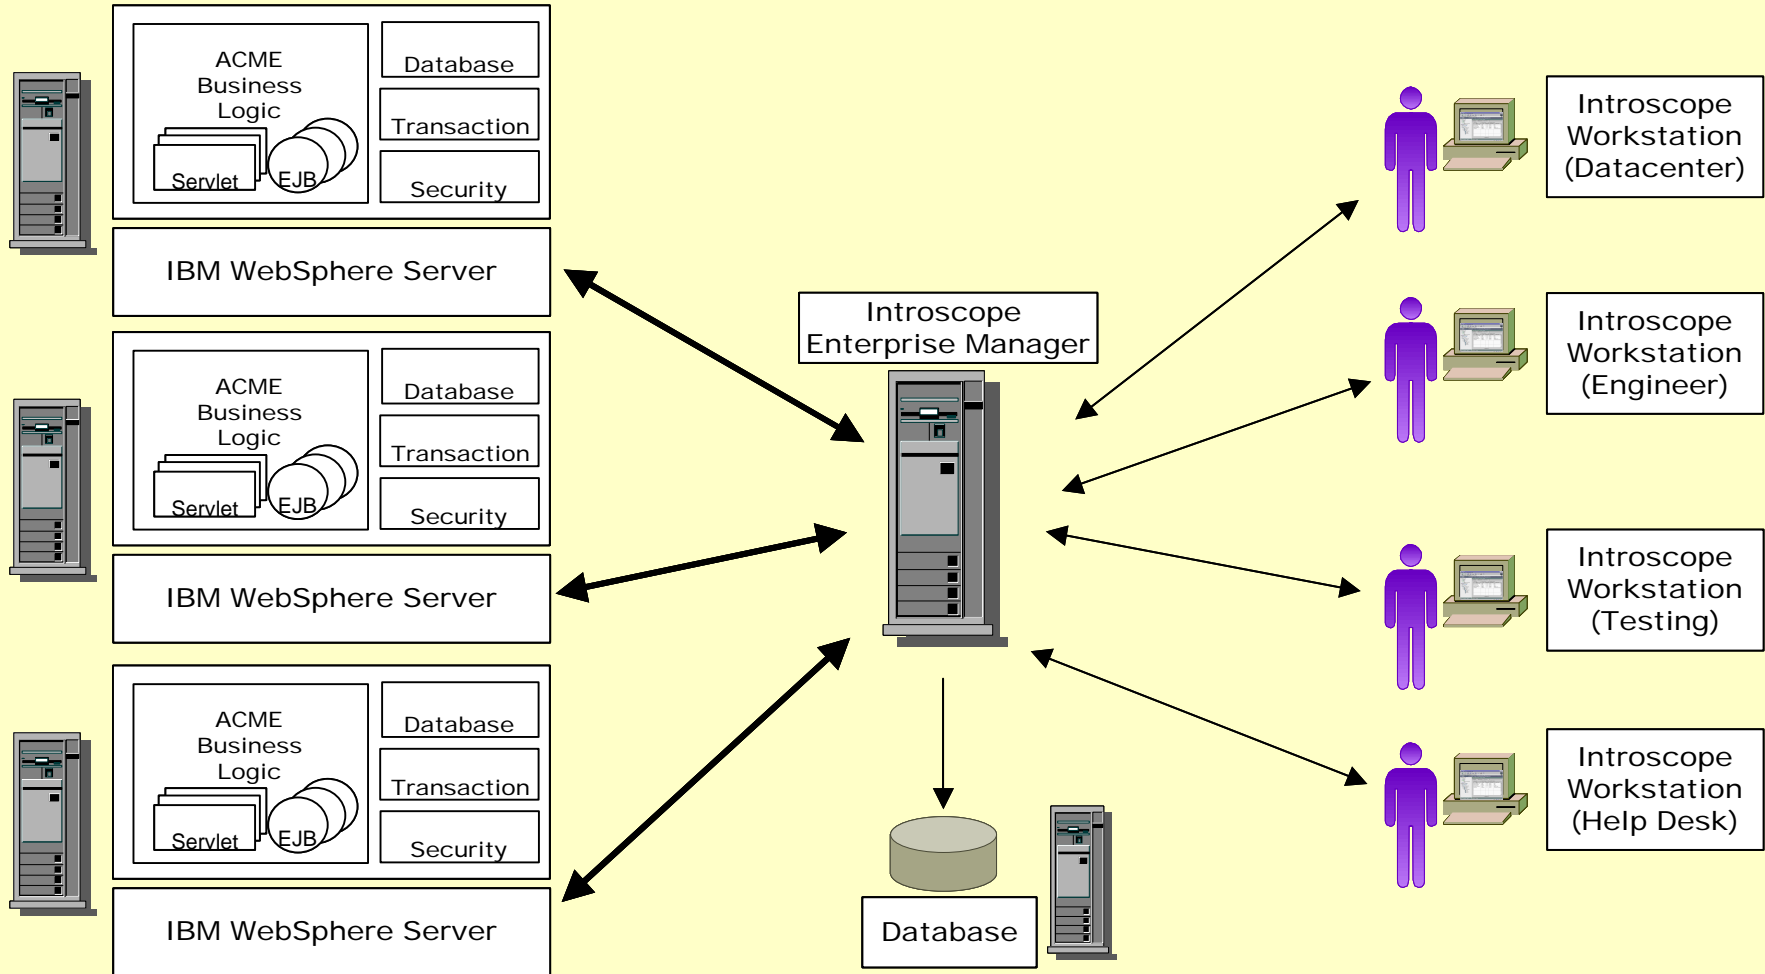 ACME
Business
Logic
Servlet
EJB
Database
Transaction
Security
IBM WebSphere Server
ACME
Business
Logic
Servlet
EJB
Database
Transaction
Security
IBM WebSphere Server
ACME
Business
Logic
Servlet
EJB
Database
Transaction
Security
IBM WebSphere Server
Introscope
Enterprise Manager
Database
Introscope
Workstation
(Datacenter)
Introscope
Workstation
(Engineer)
Introscope
Workstation
(Testing)
Introscope
Workstation
(Help Desk)